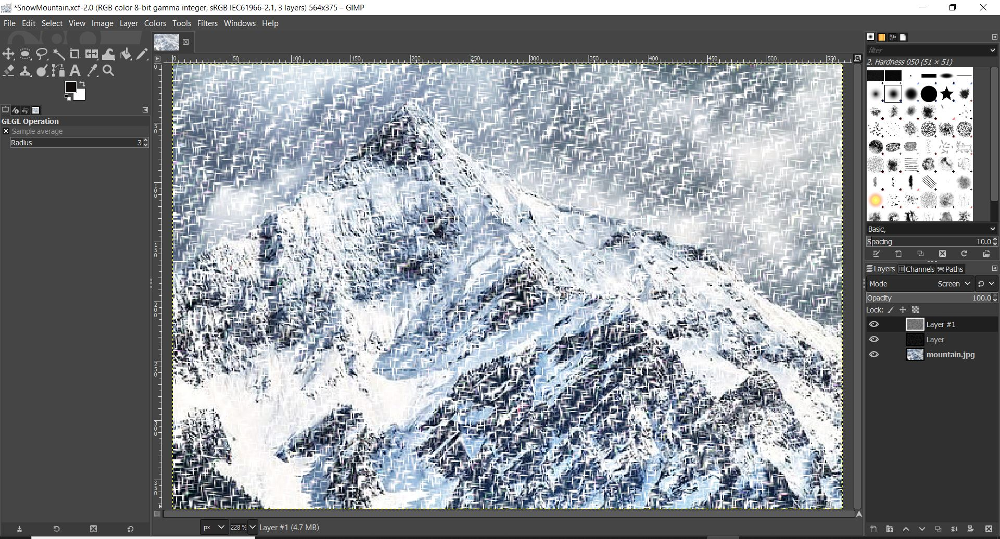 *SnowMountain.xcf-2.0 (RGB color 8-bit gamma integer, sRGB IEC61966-2.1, 3 layers) 564x375 – GIMP
File Edit Select View Image Layer Colors Tools Filters Windows Help
filter
2. Hardness 050 (51 × 51)
0 50 100 150 200 250 300 350 400 450 500 550
0
50
100
150
200
250
300
350
GEGL Operation
Sample average
Radius 3
Basic,
Spacing 10.0
Layers Channels Paths
Mode Screen
Opacity 100.0
Lock:
Layer #1
Layer
mountain.jpg
px 228 % Layer #1 (4.7 MB)